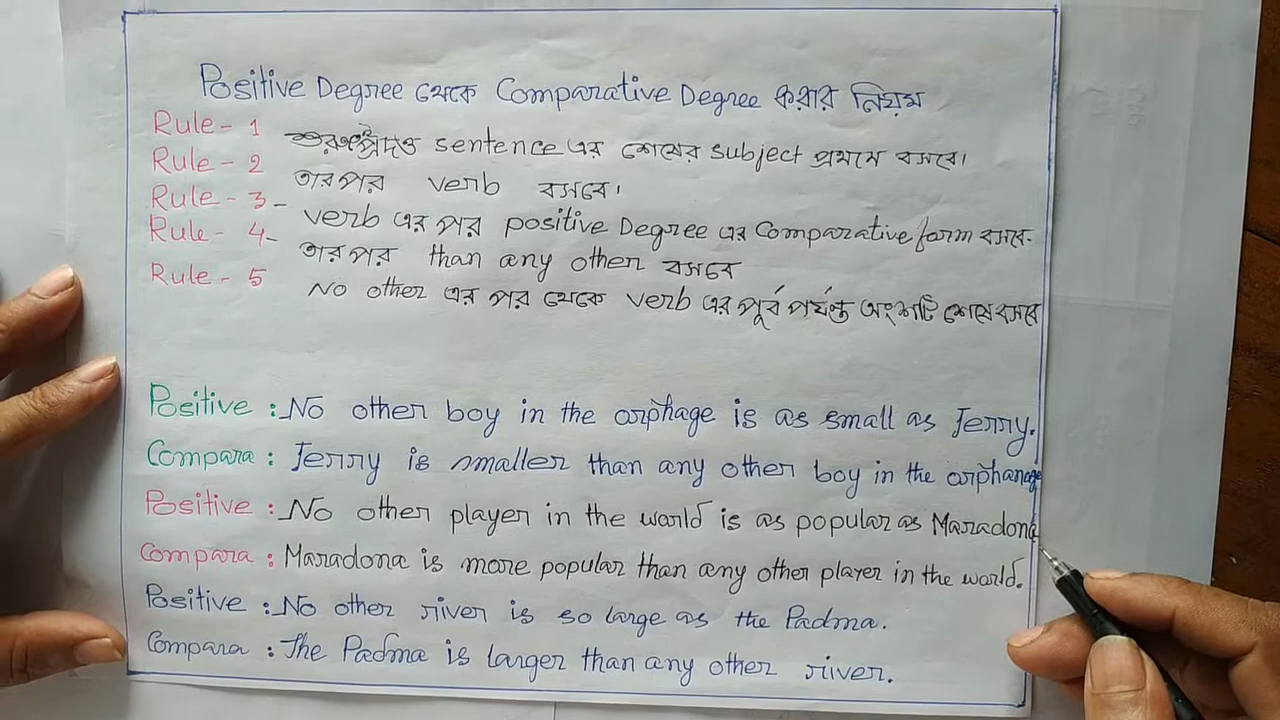 Positive Degree থেকে Comparative Degree করার নিয়ম
Rule - 1 প্রদত্ত sentence এর শেষের subject প্রথমে বসবে।
Rule - 2 তারপর verb বসবে।
Rule - 3 - verb এর পর positive Degree এর Comparative form বসবে.
Rule - 4 - তারপর than any other বসবে
Rule - 5 No other এর পর থেকে verb এর পূর্ব পর্যন্ত অংশটি শেষে বসবে
Positive : No other boy in the orphage is as small as Jerry.
Compara : Jerry is smaller than any other boy in the orphanage
Positive : No other player in the world is as popular as Maradona
Compara : Maradona is more popular than any other player in the world.
Positive : No other river is so large as the Padma.
Compara : The Padma is larger than any other river.